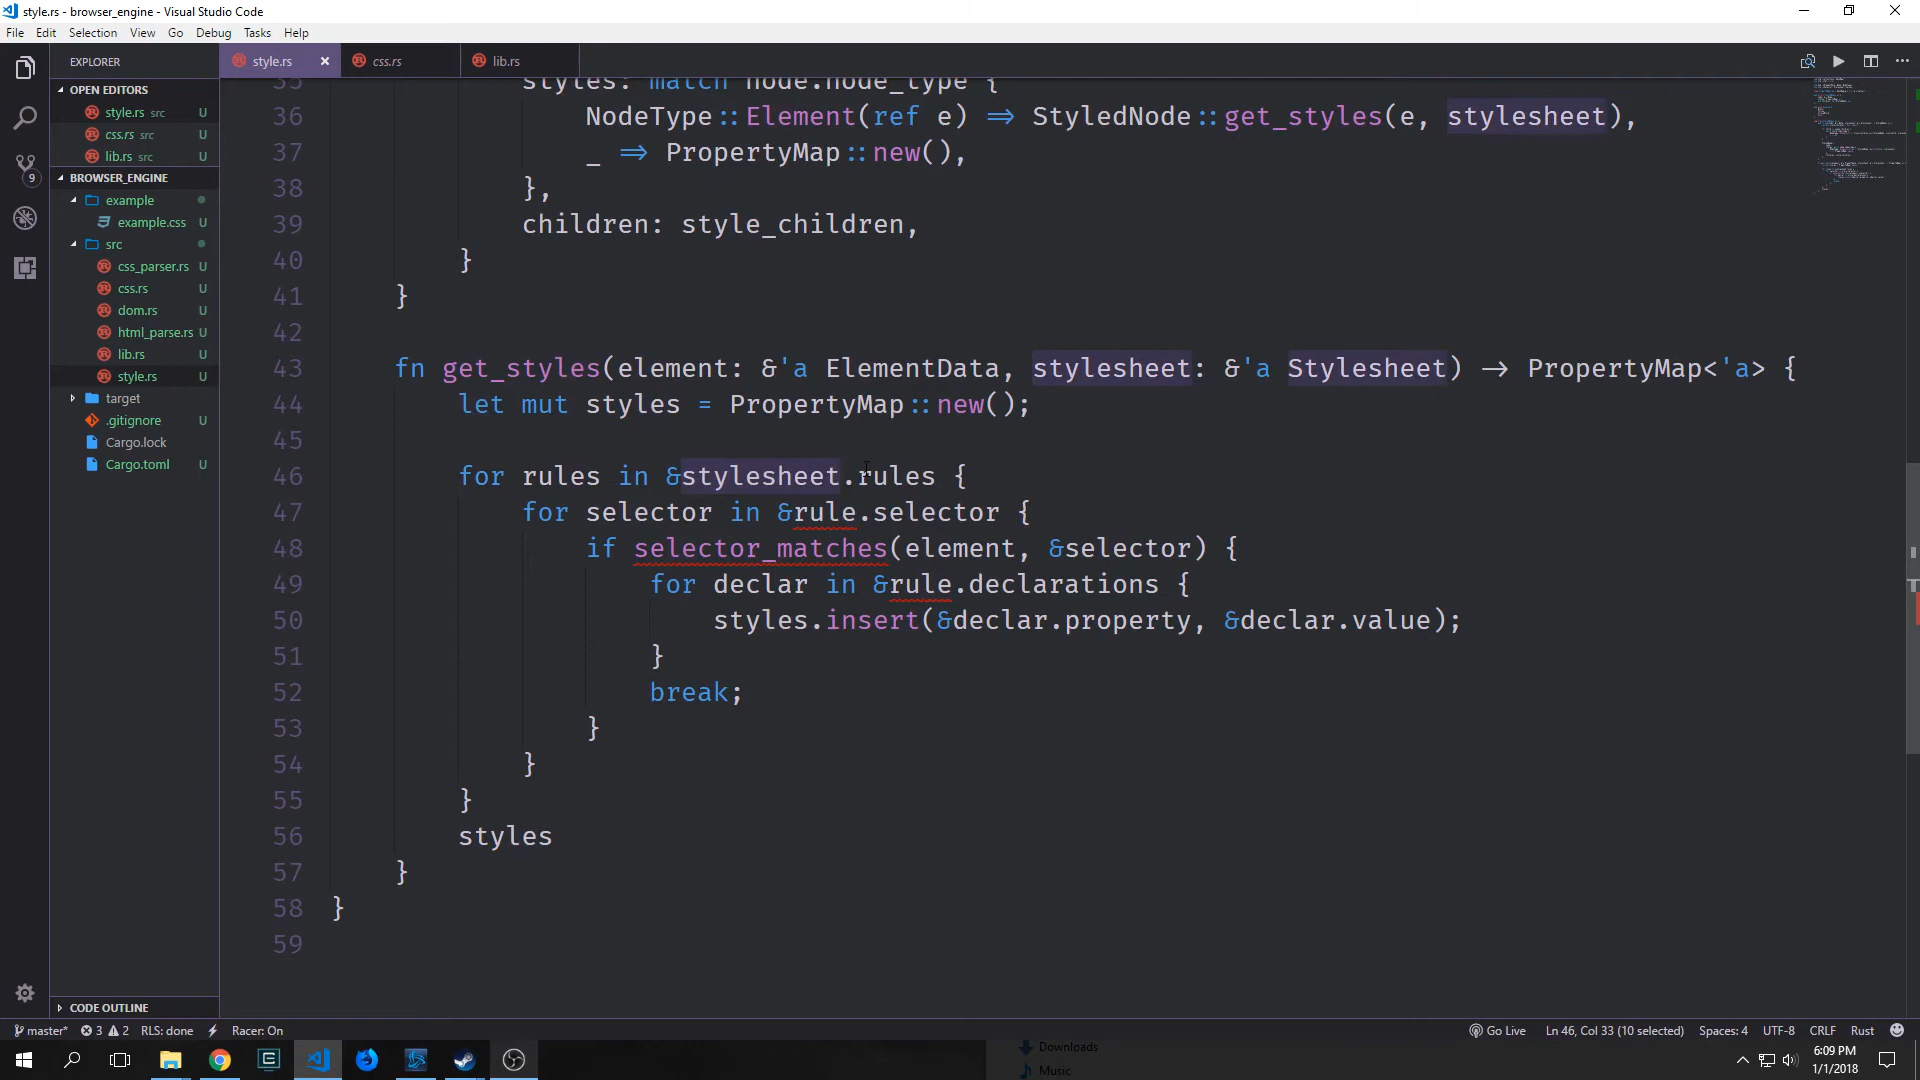 style.rs - browser_engine - Visual Studio Code
File Edit Selection View Go Debug Tasks Help
EXPLORER
style.rs × css.rs lib.rs
OPEN EDITORS
style.rs src U
css.rs src U
lib.rs src U
9
BROWSER_ENGINE
example
example.css U
src
css_parser.rs U
css.rs U
dom.rs U
html_parse.rs U
lib.rs U
style.rs U
target
.gitignore U
Cargo.lock
Cargo.toml U
CODE OUTLINE
35 styles: match node.node_type {
36 NodeType::Element(ref e) => StyledNode::get_styles(e, stylesheet),
37 _ => PropertyMap::new(),
38 },
39 children: style_children,
40 }
41 }
42
43 fn get_styles(element: &'a ElementData, stylesheet: &'a Stylesheet) -> PropertyMap<'a> {
44 let mut styles = PropertyMap::new();
45
46 for rules in &stylesheet.rules {
47 for selector in &rule.selector {
48 if selector_matches(element, &selector) {
49 for declar in &rule.declarations {
50 styles.insert(&declar.property, &declar.value);
51 }
52 break;
53 }
54 }
55 }
56 styles
57 }
58 }
59
master* 3 2 RLS: done Racer: On Go Live Ln 46, Col 33 (10 selected) Spaces: 4 UTF-8 CRLF Rust
Downloads
Music
6:09 PM
1/1/2018